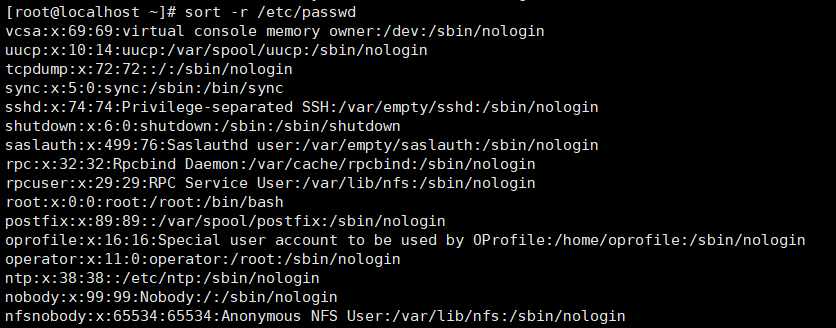 [root@localhost ~]# sort -r /etc/passwd
vcsa:x:69:69:virtual console memory owner:/dev:/sbin/nologin
uucp:x:10:14:uucp:/var/spool/uucp:/sbin/nologin
tcpdump:x:72:72::/:/sbin/nologin
sync:x:5:0:sync:/sbin:/bin/sync
sshd:x:74:74:Privilege-separated SSH:/var/empty/sshd:/sbin/nologin
shutdown:x:6:0:shutdown:/sbin:/sbin/shutdown
saslauth:x:499:76:Saslauthd user:/var/empty/saslauth:/sbin/nologin
rpc:x:32:32:Rpcbind Daemon:/var/cache/rpcbind:/sbin/nologin
rpcuser:x:29:29:RPC Service User:/var/lib/nfs:/sbin/nologin
root:x:0:0:root:/root:/bin/bash
postfix:x:89:89::/var/spool/postfix:/sbin/nologin
oprofile:x:16:16:Special user account to be used by OProfile:/home/oprofile:/sbin/nologin
operator:x:11:0:operator:/root:/sbin/nologin
ntp:x:38:38::/etc/ntp:/sbin/nologin
nobody:x:99:99:Nobody:/:/sbin/nologin
nfsnobody:x:65534:65534:Anonymous NFS User:/var/lib/nfs:/sbin/nologin